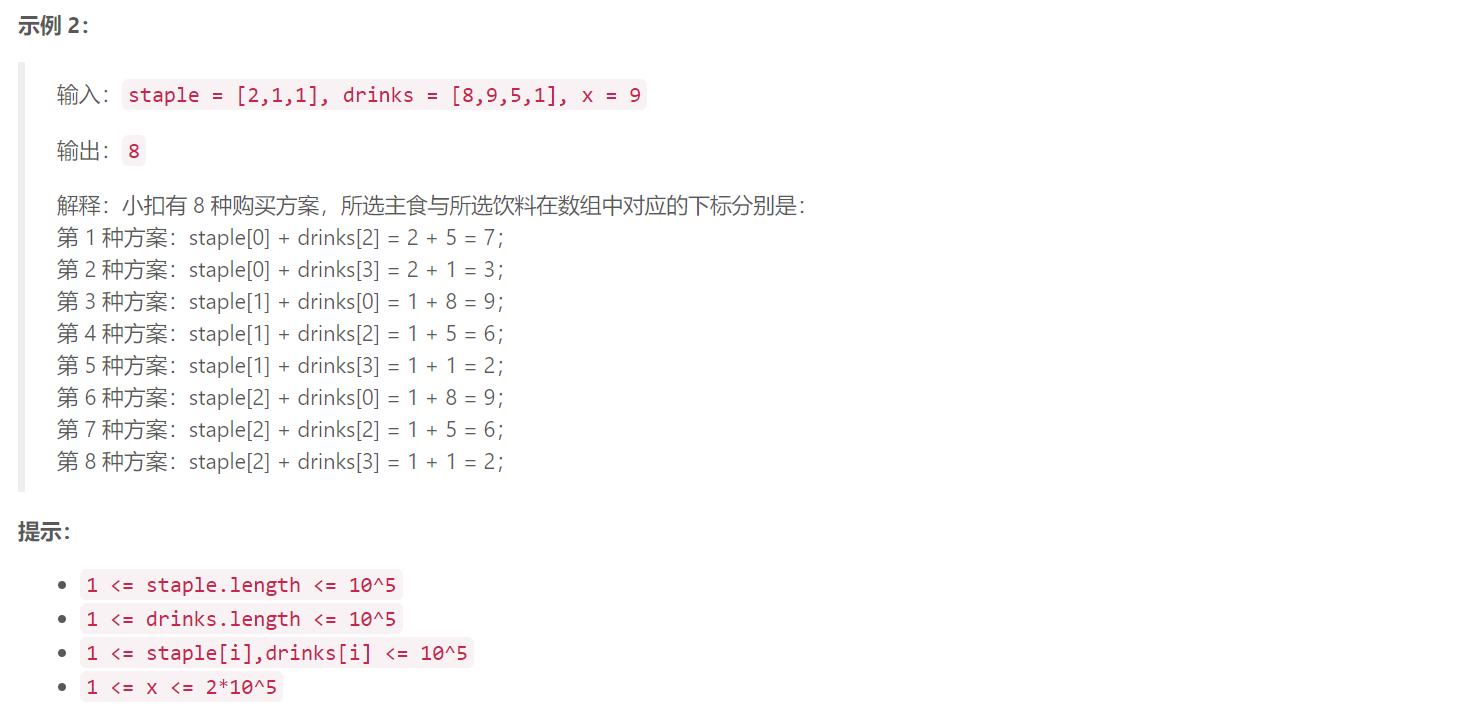 示例 2：
输入：staple = [2,1,1], drinks = [8,9,5,1], x = 9
输出：8
解释：小扣有 8 种购买方案，所选主食与所选饮料在数组中对应的下标分别是：
第 1 种方案：staple[0] + drinks[2] = 2 + 5 = 7；
第 2 种方案：staple[0] + drinks[3] = 2 + 1 = 3；
第 3 种方案：staple[1] + drinks[0] = 1 + 8 = 9；
第 4 种方案：staple[1] + drinks[2] = 1 + 5 = 6；
第 5 种方案：staple[1] + drinks[3] = 1 + 1 = 2；
第 6 种方案：staple[2] + drinks[0] = 1 + 8 = 9；
第 7 种方案：staple[2] + drinks[2] = 1 + 5 = 6；
第 8 种方案：staple[2] + drinks[3] = 1 + 1 = 2；
提示：
• 1 <= staple.length <= 10^5
• 1 <= drinks.length <= 10^5
• 1 <= staple[i],drinks[i] <= 10^5
• 1 <= x <= 2*10^5